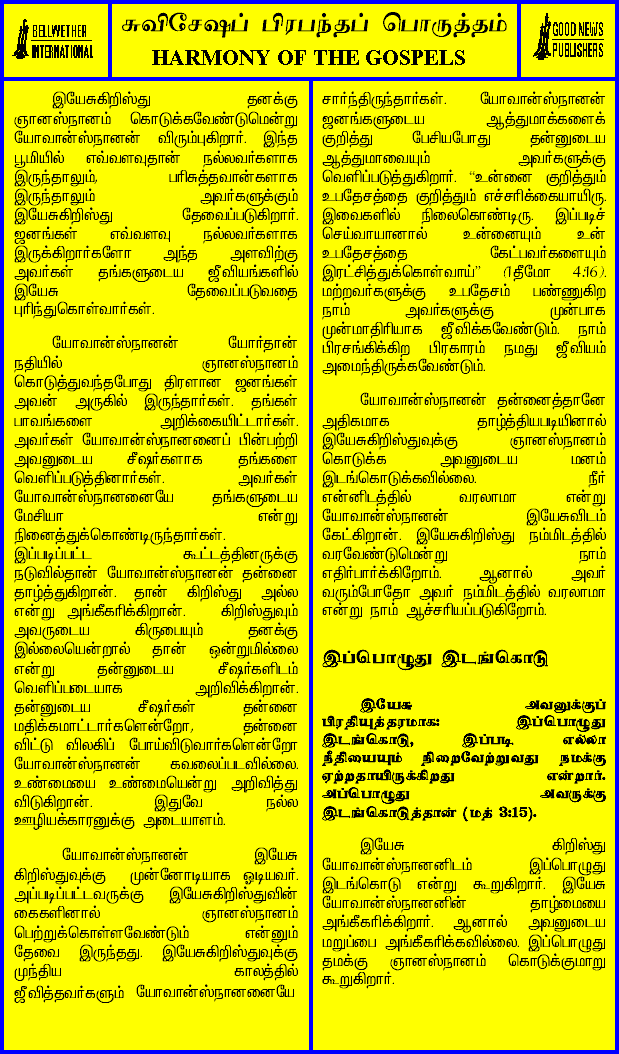 BELLWETHER
INTERNATIONAL
சுவிசேஷப் பிரபந்தப் பொருத்தம்
HARMONY OF THE GOSPELS
GOOD NEWS
PUBLISHERS
இயேசுகிறிஸ்து தனக்கு
ஞானஸ்நானம் கொடுக்கவேண்டுமென்று
யோவான்ஸ்நானன் விரும்புகிறார். இந்த
பூமியில் எவ்வளவுதான் நல்லவர்களாக
இருந்தாலும், பரிசுத்தவான்களாக
இருந்தாலும் அவர்களுக்கும்
இயேசுகிறிஸ்து தேவைப்படுகிறார்.
ஜனங்கள் எவ்வளவு நல்லவர்களாக
இருக்கிறார்களோ அந்த அளவிற்கு
அவர்கள் தங்களுடைய ஜீவியங்களில்
இயேசு தேவைப்படுவதை
புரிந்துகொள்வார்கள்.
யோவான்ஸ்நானன் யோர்தான்
நதியில் ஞானஸ்நானம்
கொடுத்துவந்தபோது திரளான ஜனங்கள்
அவன் அருகில் இருந்தார்கள். தங்கள்
பாவங்களை அறிக்கையிட்டார்கள்.
அவர்கள் யோவான்ஸ்நானனைப் பின்பற்றி
அவனுடைய சீஷர்களாக தங்களை
வெளிப்படுத்தினார்கள். அவர்கள்
யோவான்ஸ்நானனையே தங்களுடைய
மேசியா என்று
நினைத்துக்கொண்டிருந்தார்கள்.
இப்படிப்பட்ட கூட்டத்தினருக்கு
நடுவில்தான் யோவான்ஸ்நானன் தன்னை
தாழ்த்துகிறான். தான் கிறிஸ்து அல்ல
என்று அங்கீகரிக்கிறான். கிறிஸ்துவும்
அவருடைய கிருபையும் தனக்கு
இல்லையென்றால் தான் ஒன்றுமில்லை
என்று தன்னுடைய சீஷர்களிடம்
வெளிப்படையாக அறிவிக்கிறான்.
தன்னுடைய சீஷர்கள் தன்னை
மதிக்கமாட்டார்களென்றோ, தன்னை
விட்டு விலகிப் போய்விடுவார்களென்றோ
யோவான்ஸ்நானன் கவலைப்படவில்லை.
உண்மையை உண்மையென்று அறிவித்து
விடுகிறான். இதுவே நல்ல
ஊழியக்காரனுக்கு அடையாளம்.
யோவான்ஸ்நானன் இயேசு
கிறிஸ்துவுக்கு முன்னோடியாக ஓடியவர்.
அப்படிப்பட்டவருக்கு இயேசுகிறிஸ்துவின்
கைகளினால் ஞானஸ்நானம்
பெற்றுக்கொள்ளவேண்டும் என்னும்
தேவை இருந்தது. இயேசுகிறிஸ்துவுக்கு
முந்திய காலத்தில்
ஜீவித்தவர்களும் யோவான்ஸ்நானனையே
சார்ந்திருந்தார்கள். யோவான்ஸ்நானன்
ஜனங்களுடைய ஆத்துமாக்களைக்
குறித்து பேசியபோது தன்னுடைய
ஆத்துமாவையும் அவர்களுக்கு
வெளிப்படுத்துகிறார். “உன்னை குறித்தும்
உபதேசத்தை குறித்தும் எச்சரிக்கையாயிரு.
இவைகளில் நிலைகொண்டிரு. இப்படிச்
செய்வாயானால் உன்னையும் உன்
உபதேசத்தை கேட்பவர்களையும்
இரட்சித்துக்கொள்வாய்” (1தீமோ 4:16).
மற்றவர்களுக்கு உபதேசம் பண்ணுகிற
நாம் அவர்களுக்கு முன்பாக
முன்மாதிரியாக ஜீவிக்கவேண்டும். நாம்
பிரசங்கிக்கிற பிரகாரம் நமது ஜீவியம்
அமைந்திருக்கவேண்டும்.
யோவான்ஸ்நானன் தன்னைத்தானே
அதிகமாக தாழ்த்தியபடியினால்
இயேசுகிறிஸ்துவுக்கு ஞானஸ்நானம்
கொடுக்க அவனுடைய மனம்
இடங்கொடுக்கவில்லை. நீர்
என்னிடத்தில் வரலாமா என்று
யோவான்ஸ்நானன் இயேசுவிடம்
கேட்கிறான். இயேசுகிறிஸ்து நம்மிடத்தில்
வரவேண்டுமென்று நாம்
எதிர்பார்க்கிறோம். ஆனால் அவர்
வரும்போதோ அவர் நம்மிடத்தில் வரலாமா
என்று நாம் ஆச்சரியப்படுகிறோம்.
இப்பொழுது இடங்கொடு
இயேசு அவனுக்குப்
பிரதியுத்தரமாக: இப்பொழுது
இடங்கொடு, இப்படி எல்லா
நீதியையும் நிறைவேற்றுவது நமக்கு
ஏற்றதாயிருக்கிறது என்றார்.
அப்பொழுது அவருக்கு
இடங்கொடுத்தான் (மத் 3:15).
இயேசு கிறிஸ்து
யோவான்ஸ்நானனிடம் இப்பொழுது
இடங்கொடு என்று கூறுகிறார். இயேசு
யோவான்ஸ்நானனின் தாழ்மையை
அங்கீகரிக்கிறார். ஆனால் அவனுடைய
மறுப்பை அங்கீகரிக்கவில்லை. இப்பொழுது
தமக்கு ஞானஸ்நானம் கொடுக்குமாறு
கூறுகிறார்.